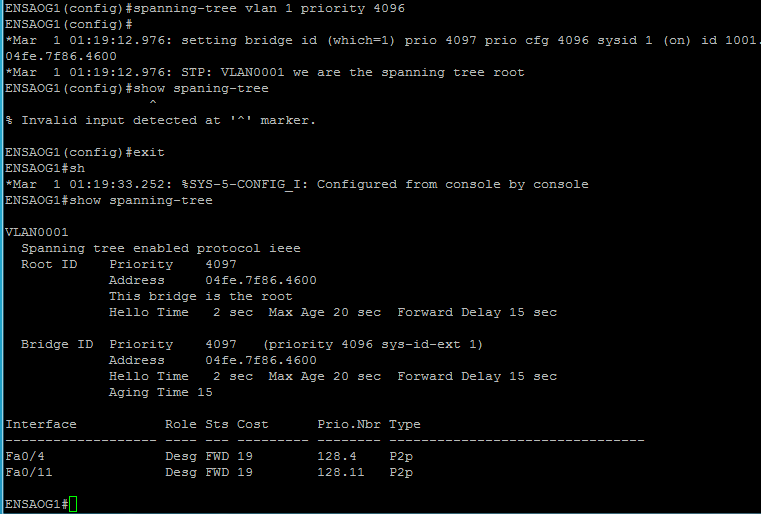 ENSAOG1(config)#spanning-tree vlan 1 priority 4096
ENSAOG1(config)#
*Mar  1 01:19:12.976: setting bridge id (which=1) prio 4097 prio cfg 4096 sysid 1 (on) id 1001.
04fe.7f86.4600
*Mar  1 01:19:12.976: STP: VLAN0001 we are the spanning tree root
ENSAOG1(config)#show spaning-tree
^
% Invalid input detected at '^' marker.
ENSAOG1(config)#exit
ENSAOG1#sh
*Mar  1 01:19:33.252: %SYS-5-CONFIG_I: Configured from console by console
ENSAOG1#show spanning-tree
VLAN0001
  Spanning tree enabled protocol ieee
  Root ID    Priority    4097
             Address     04fe.7f86.4600
             This bridge is the root
             Hello Time   2 sec  Max Age 20 sec  Forward Delay 15 sec
  Bridge ID  Priority    4097   (priority 4096 sys-id-ext 1)
             Address     04fe.7f86.4600
             Hello Time   2 sec  Max Age 20 sec  Forward Delay 15 sec
             Aging Time 15
Interface           Role Sts Cost      Prio.Nbr Type
------------------- ---- --- --------- -------- --------------------------------
Fa0/4               Desg FWD 19        128.4    P2p
Fa0/11              Desg FWD 19        128.11   P2p
ENSAOG1#